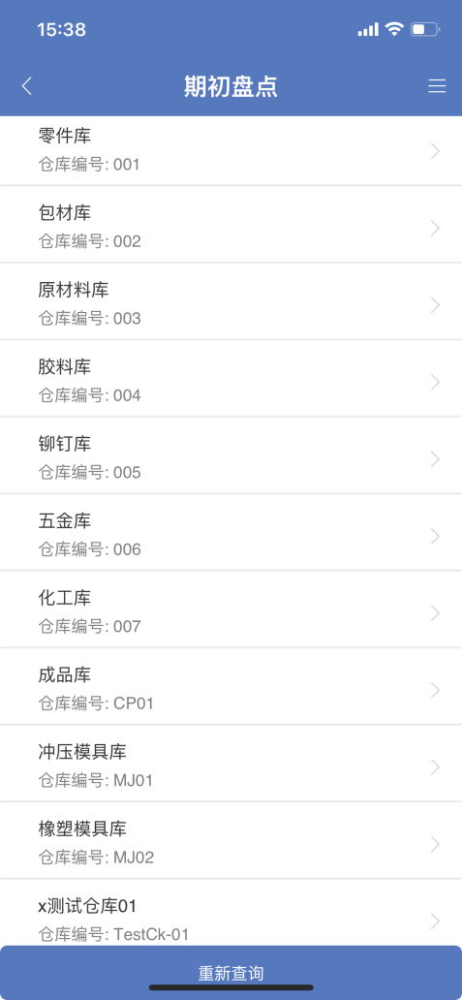 15:38
期初盘点
零件库
仓库编号: 001
包材库
仓库编号: 002
原材料库
仓库编号: 003
胶料库
仓库编号: 004
铆钉库
仓库编号: 005
五金库
仓库编号: 006
化工库
仓库编号: 007
成品库
仓库编号: CP01
冲压模具库
仓库编号: MJ01
橡塑模具库
仓库编号: MJ02
x测试仓库01
仓库编号: TestCk-01
重新查询